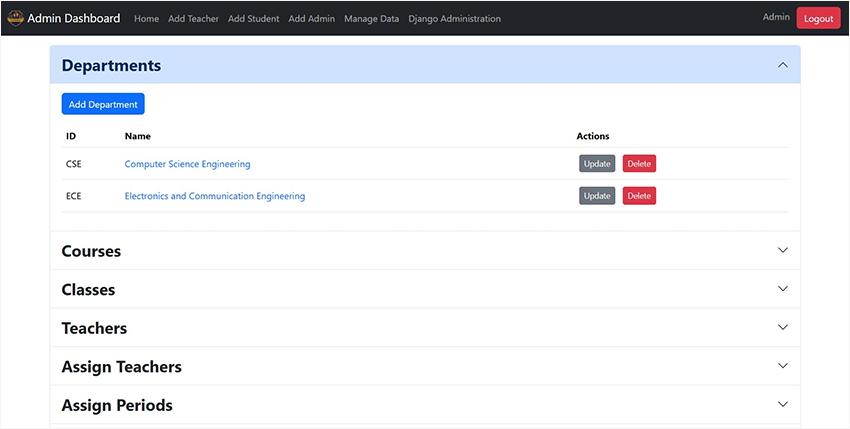 Admin Dashboard Home Add Teacher Add Student Add Admin Manage Data Django Administration Admin Logout
Departments
Add Department
ID Name Actions
CSE Computer Science Engineering Update Delete
ECE Electronics and Communication Engineering Update Delete
Courses
Classes
Teachers
Assign Teachers
Assign Periods